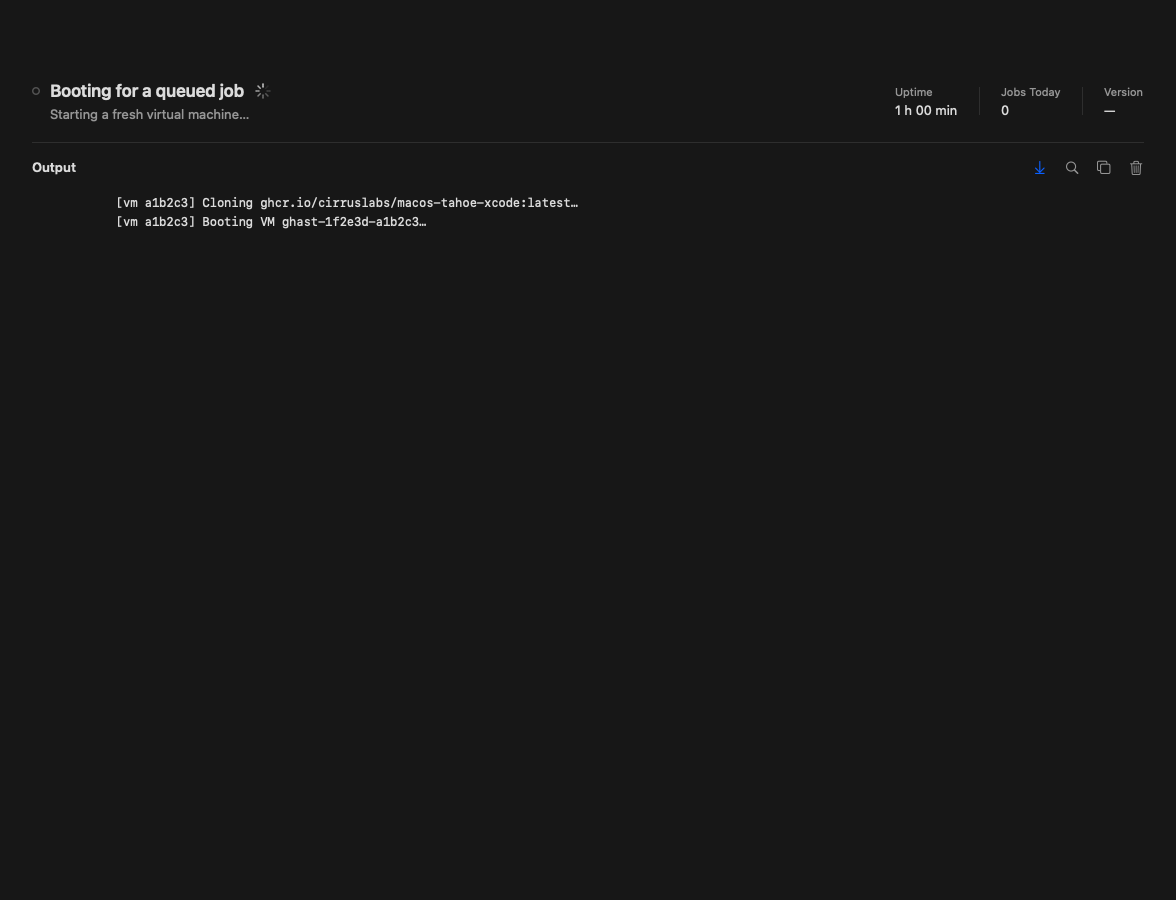 Booting for a queued job
Starting a fresh virtual machine…
Uptime
1 h 00 min
Jobs Today
0
Version
—
Output
[vm a1b2c3] Cloning ghcr.io/cirruslabs/macos-tahoe-xcode:latest…
[vm a1b2c3] Booting VM ghast-1f2e3d-a1b2c3…